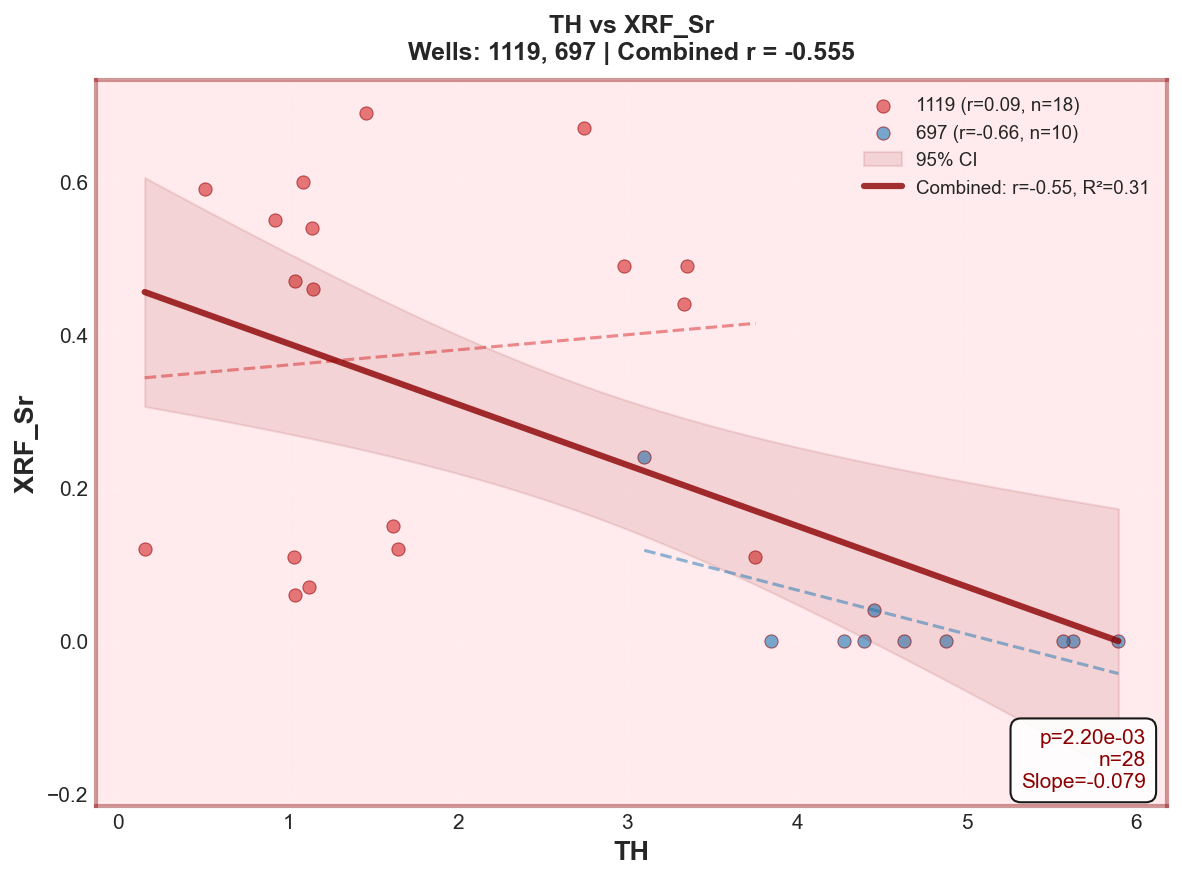 TH vs XRF_Sr
Wells: 1119, 697 | Combined r = -0.555
1119 (r=0.09, n=18)
697 (r=-0.66, n=10)
95% CI
Combined: r=-0.55, R²=0.31
XRF_Sr
0.6
0.4
0.2
0.0
−0.2
p=2.20e-03
n=28
Slope=-0.079
0 1 2 3 4 5 6
TH